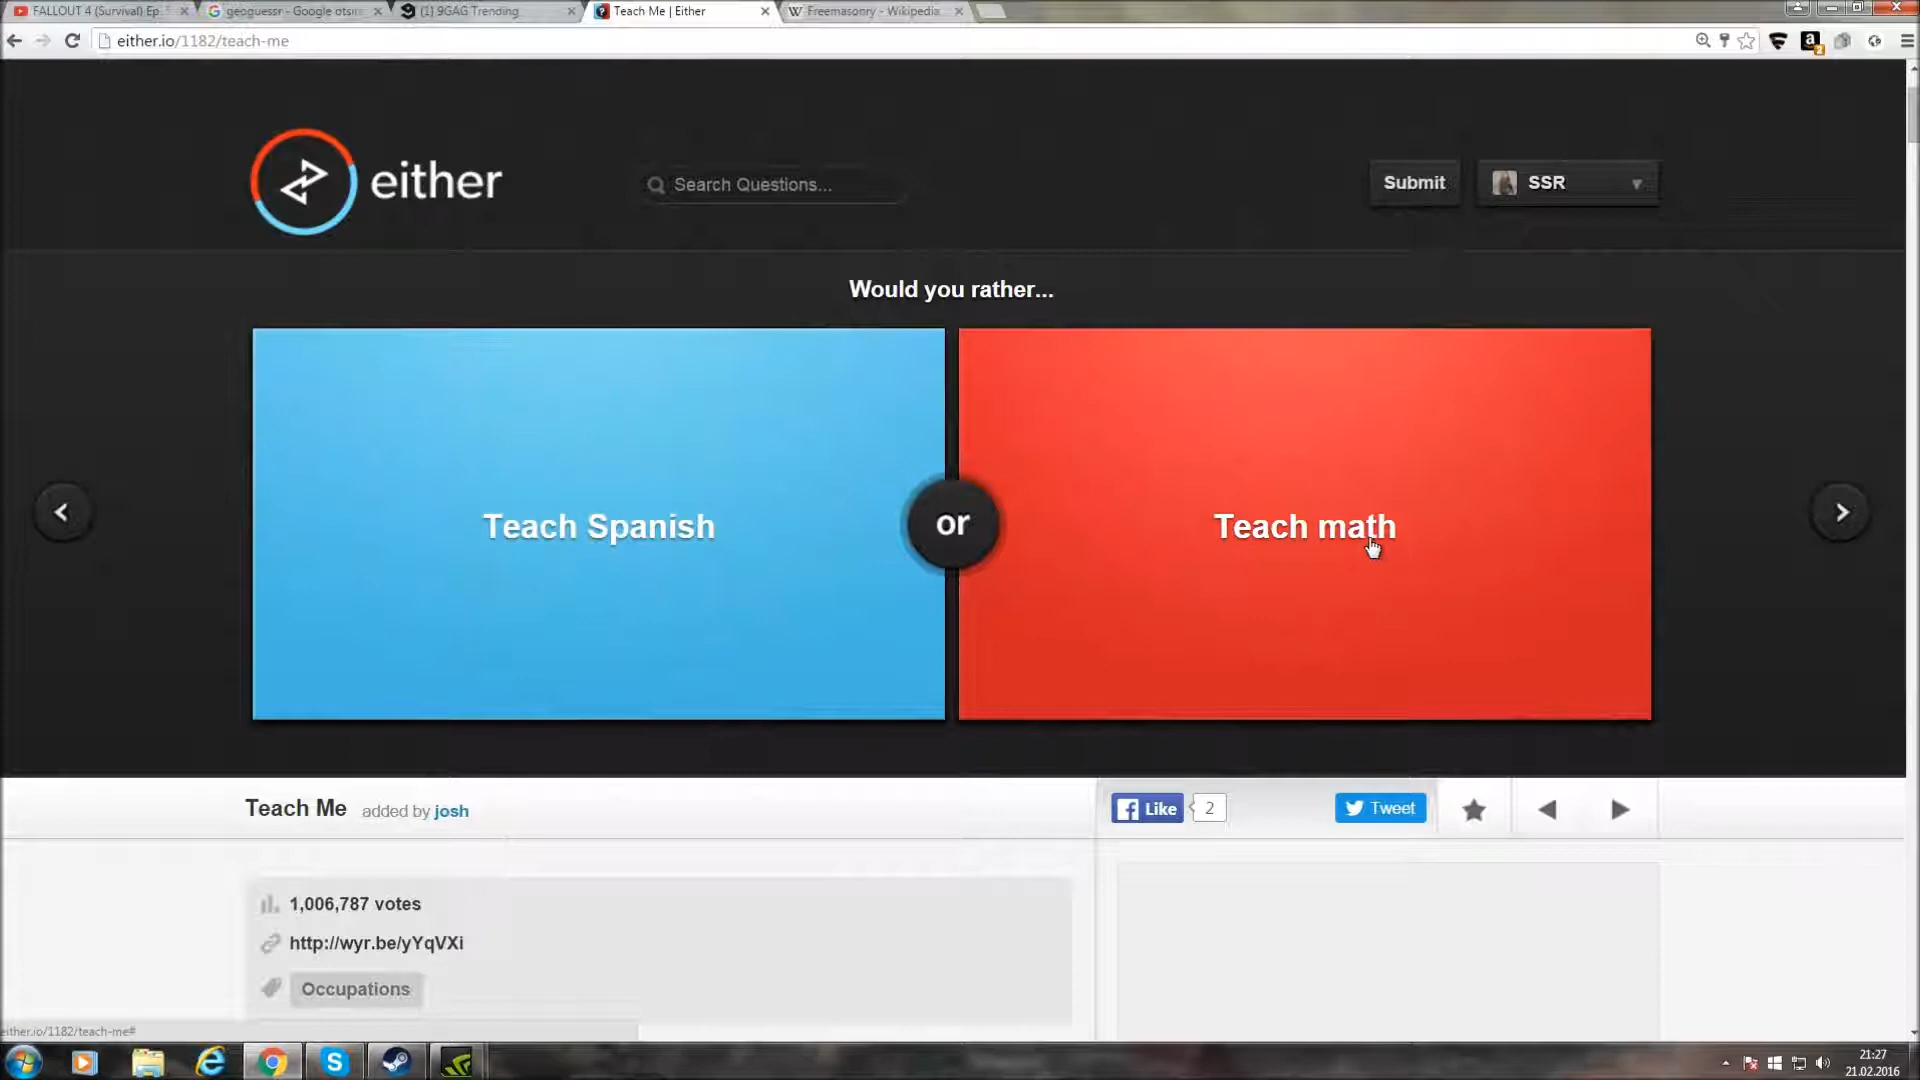 FALLOUT 4 (Survival) Ep.
geoguessr - Google otsin
(1) 9GAG Trending
Teach Me | Either
Freemasonry - Wikipedia
either.io/1182/teach-me
either
Search Questions...
Submit
SSR
Would you rather...
Teach Spanish
or
Teach math
Teach Me added by josh
Like 2
Tweet
1,006,787 votes
http://wyr.be/yYqVXi
Occupations
either.io/1182/teach-me#
21:27
21.02.2016